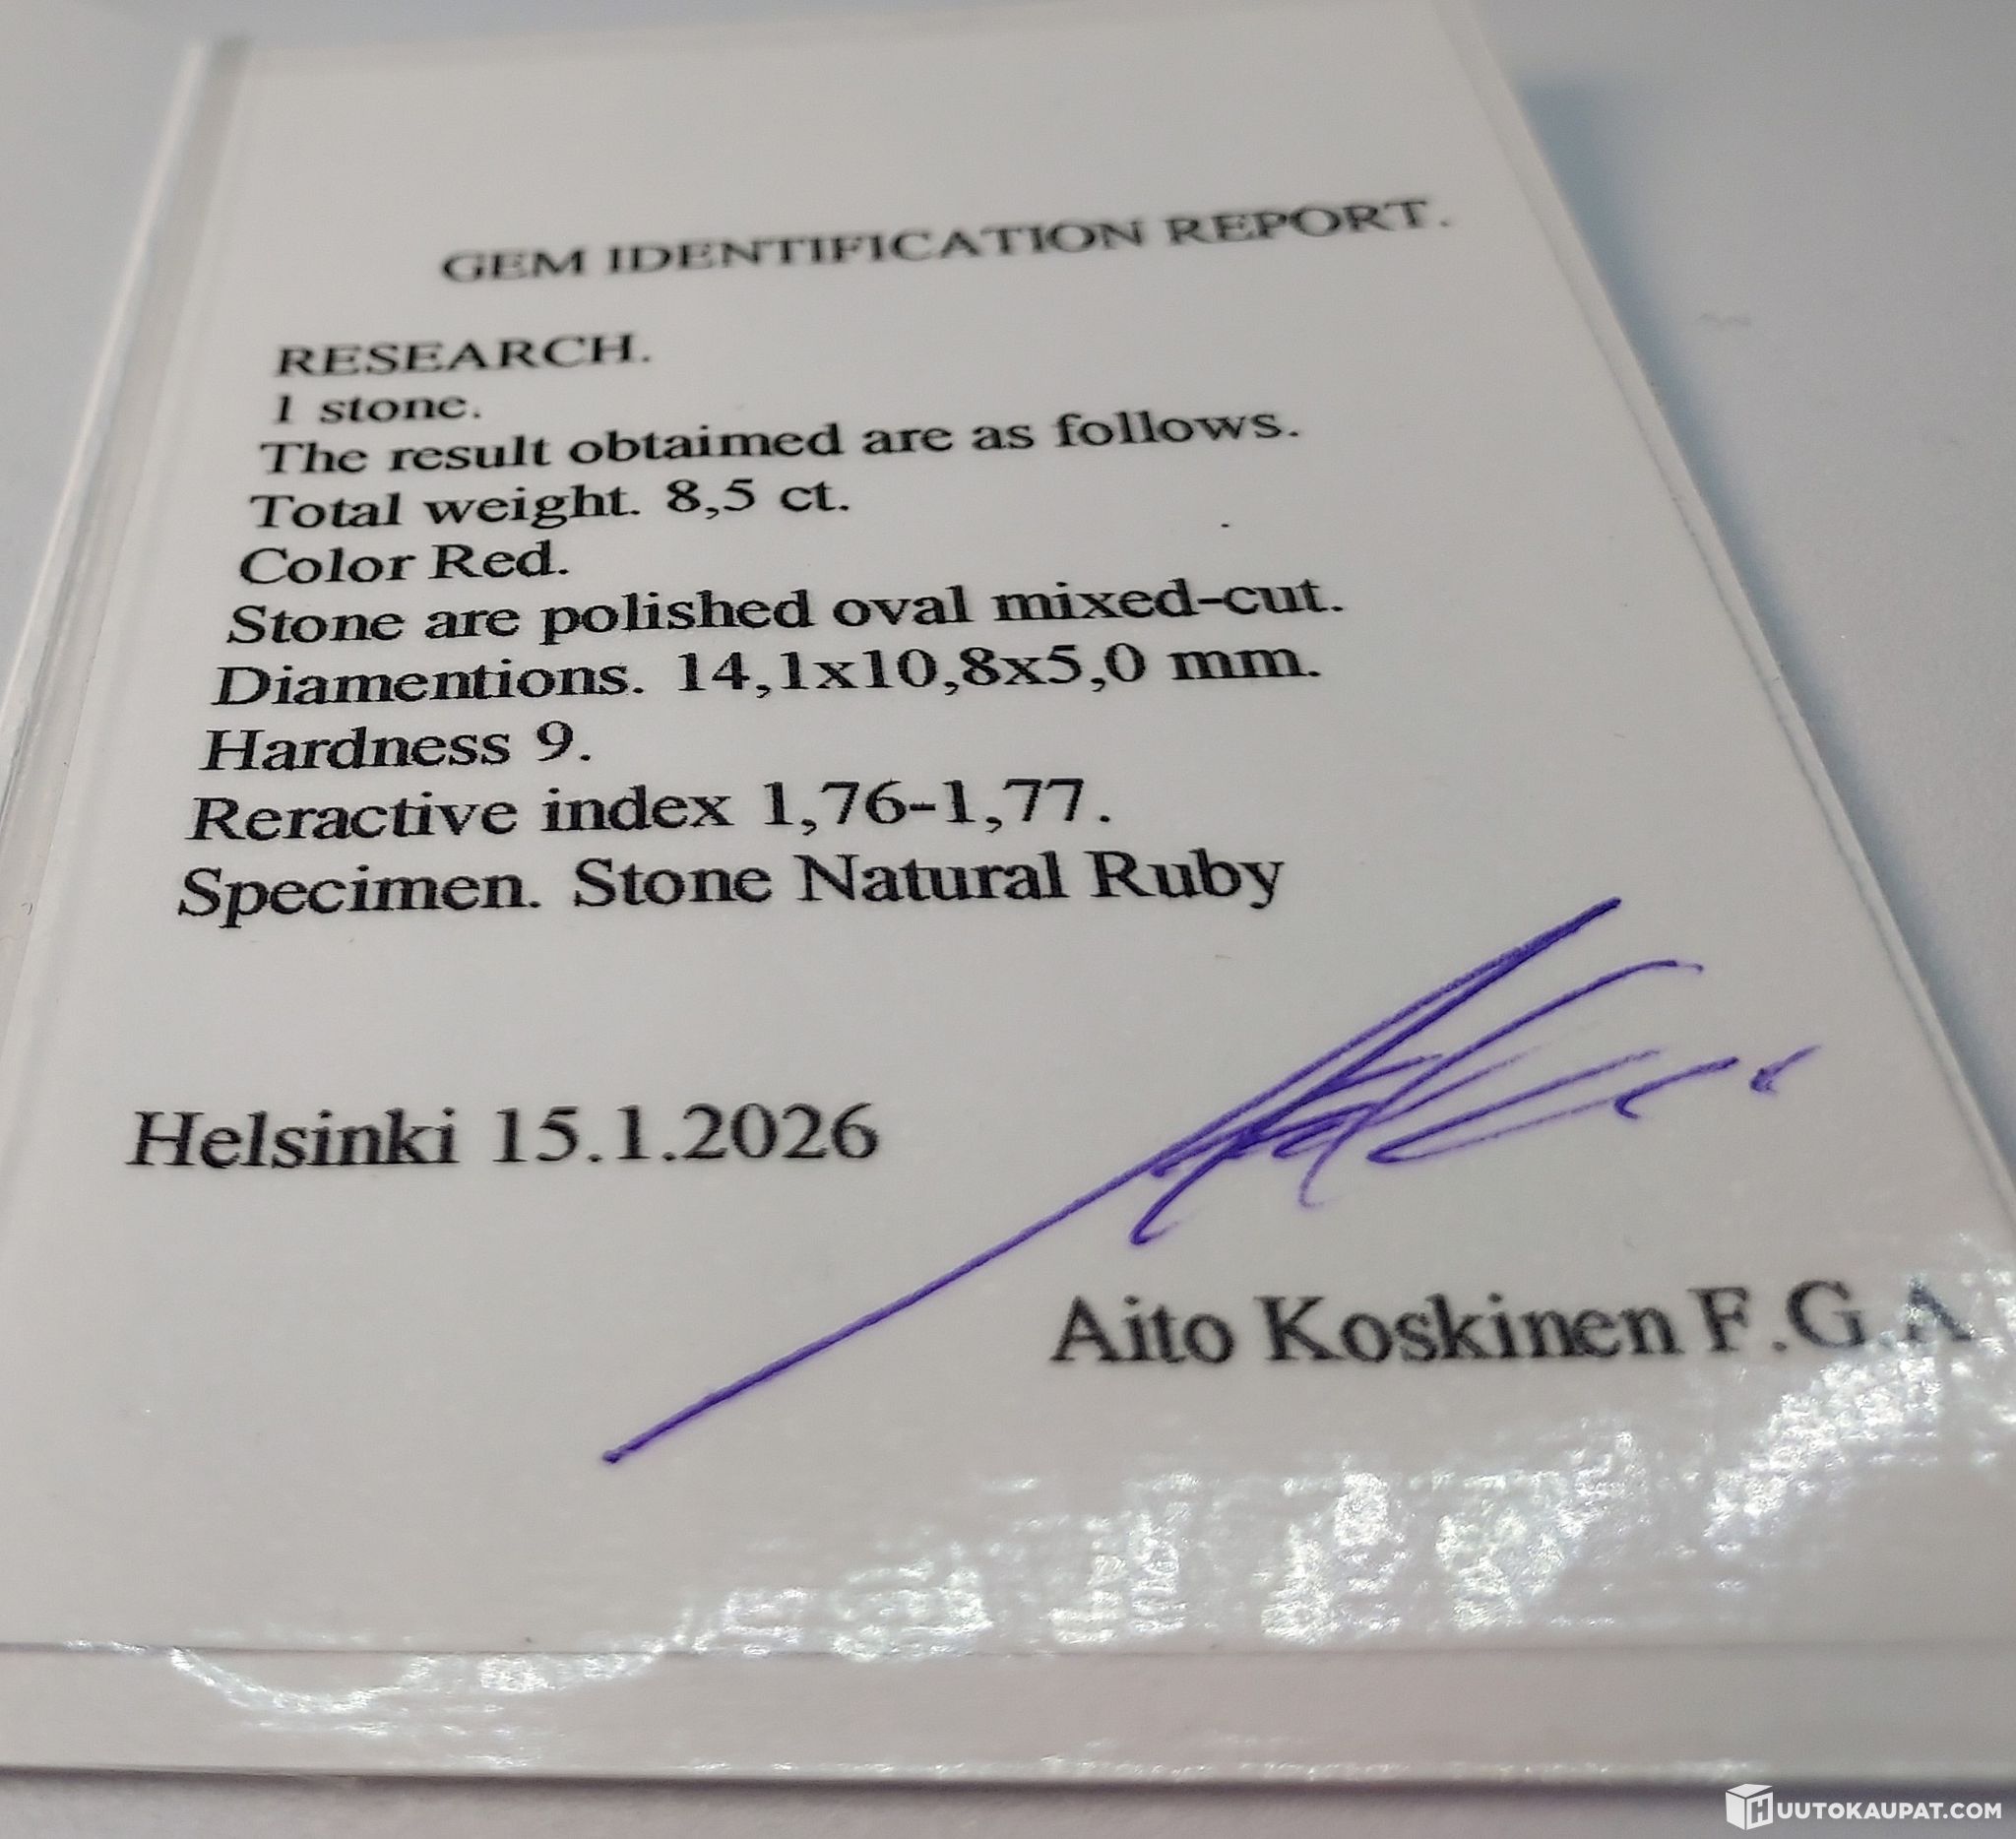 GEM IDENTIFICATION REPORT.
RESEARCH.
1 stone.
The result obtaimed are as follows.
Total weight. 8,5 ct.
Color Red.
Stone are polished oval mixed-cut.
Diamentions. 14,1x10,8x5,0 mm.
Hardness 9.
Reractive index 1,76-1,77.
Specimen. Stone Natural Ruby
Helsinki 15.1.2026
Aito Koskinen F.G.A
HUUTOKAUPAT.COM